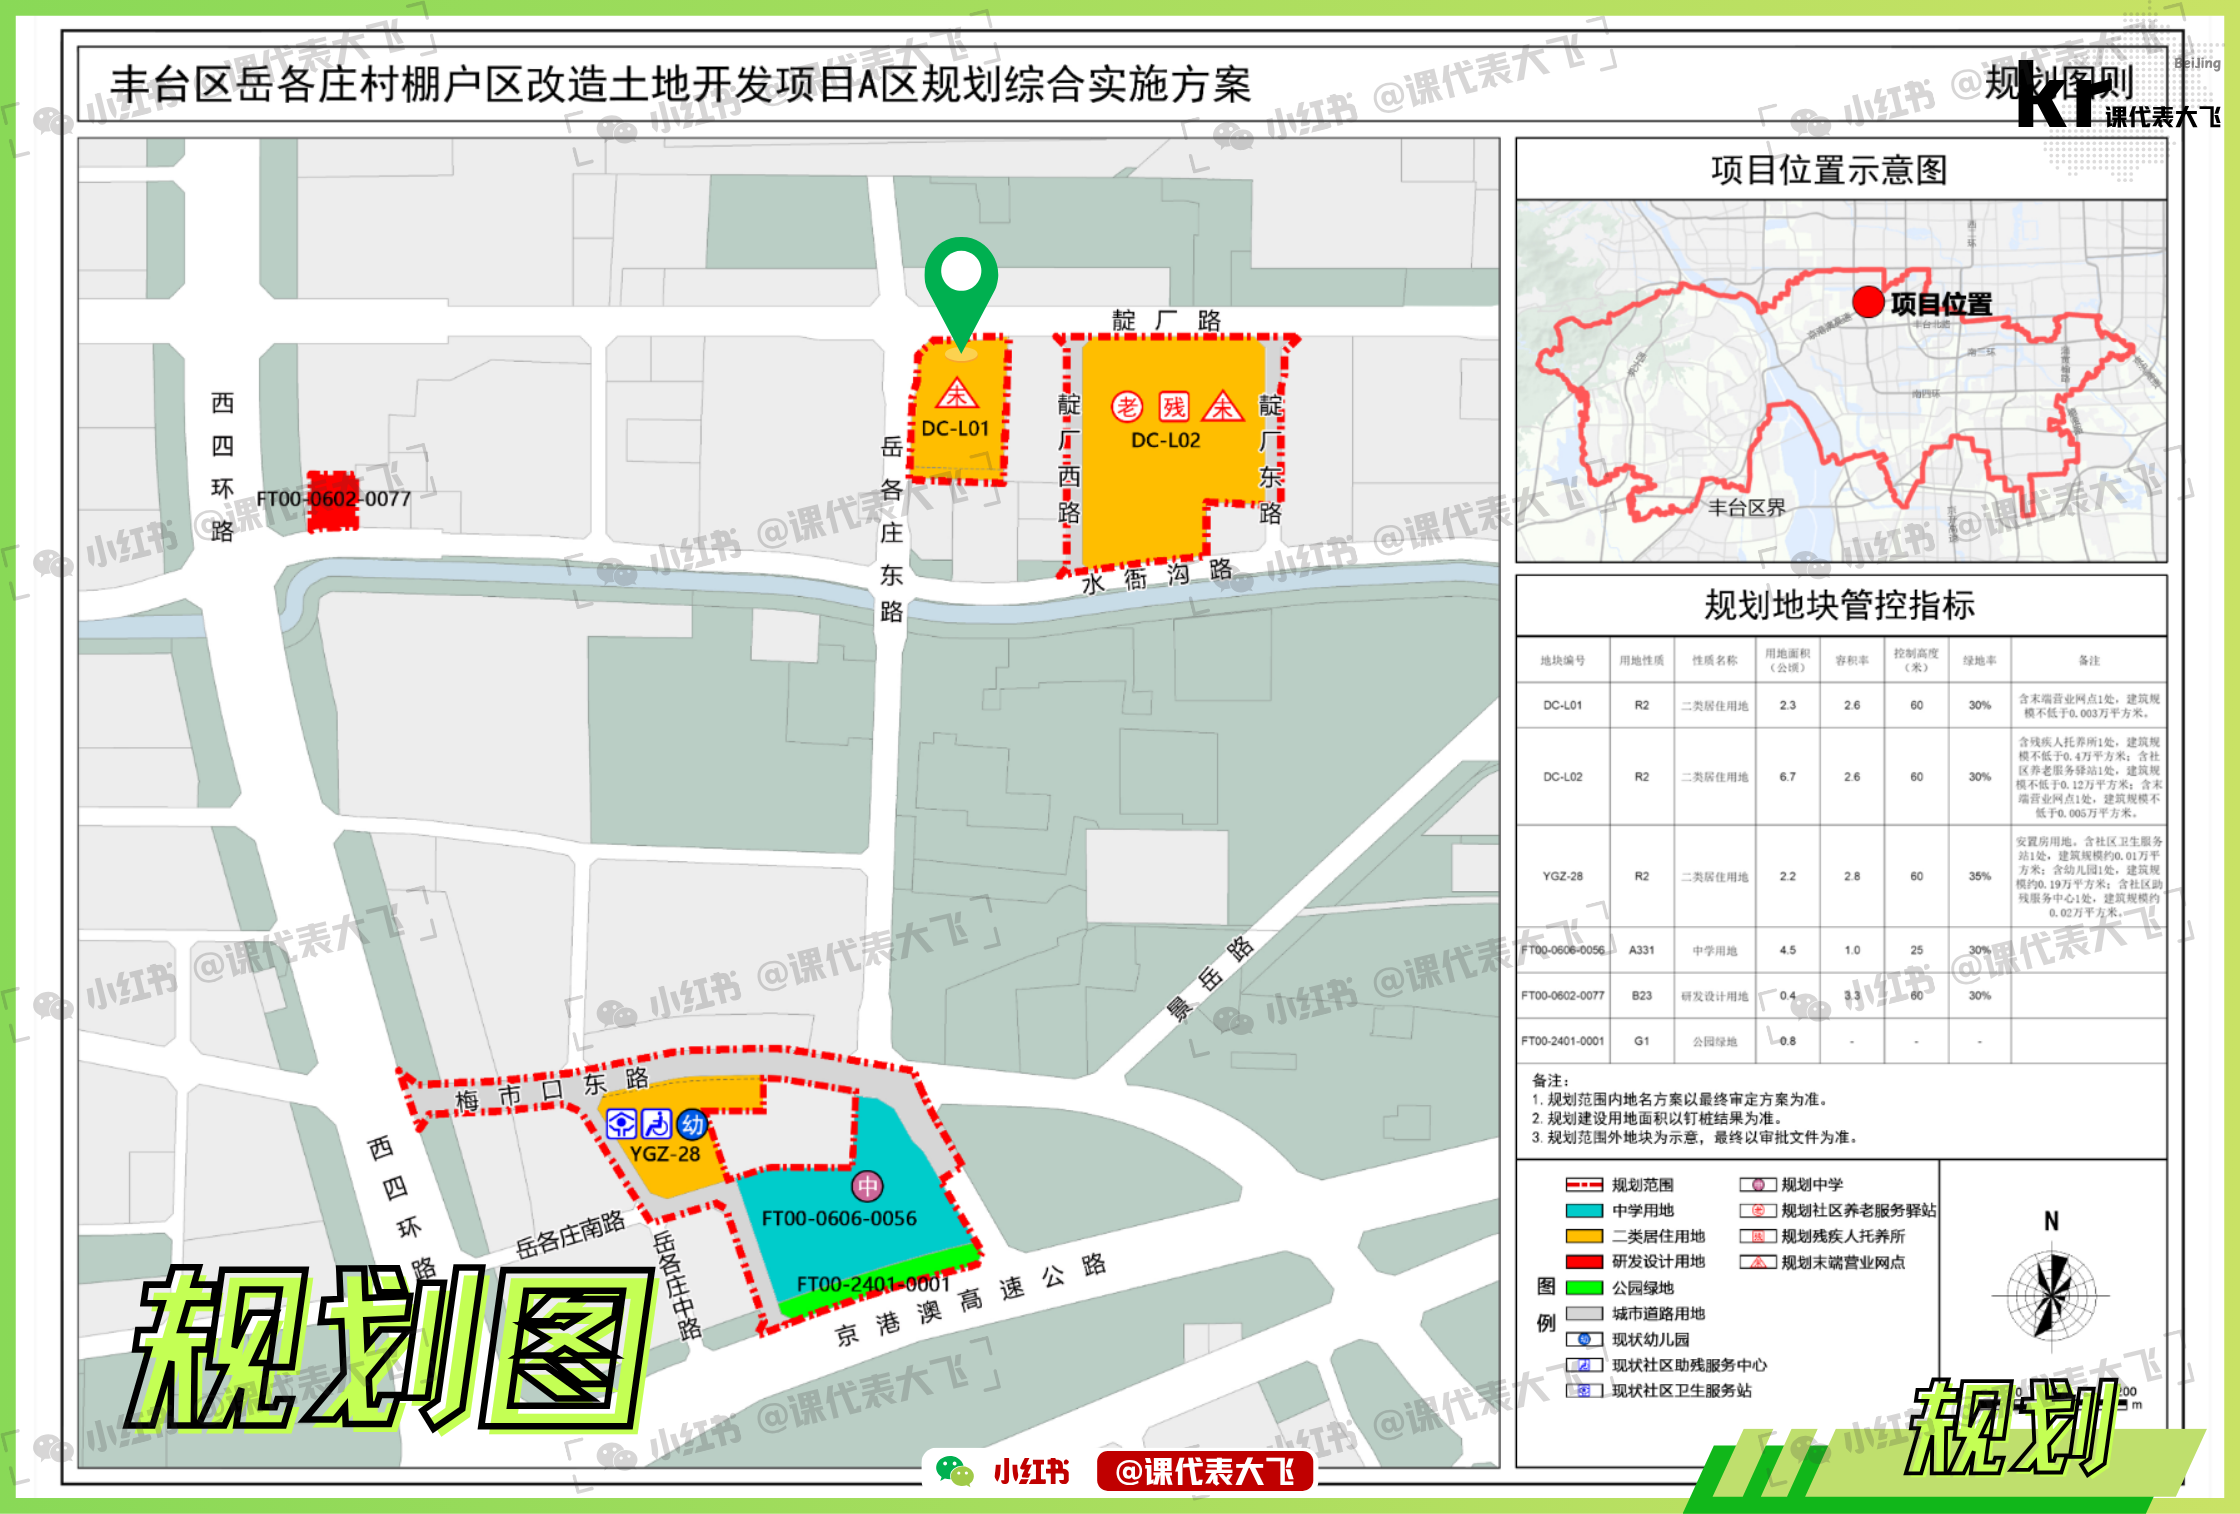 丰台区岳各庄村棚户区改造土地开发项目A区规划综合实施方案
规划图则
BeiJing
kr
课代表大飞
靛厂路
西四环路
岳各庄东路
DC-L01
靛厂西路
老 残 末
DC-L02
靛厂东路
FT00-0602-0077
水衙沟路
景岳路
梅市口东路
幼
YGZ-28
中
FT00-0606-0056
FT00-2401-0001
西四环路
岳各庄南路
岳各庄中路
京港澳高速公路
规划图
项目位置示意图
项目位置
西二环
京港澳高速
丰台北路
南三环
南四环
丰台区界
规划地块管控指标
地块编号 用地性质 性质名称 用地面积（公顷） 容积率 控制高度（米） 绿地率 备注
DC-L01 R2 二类居住用地 2.3 2.6 60 30% 含末端营业网点1处，建筑规模不低于0.003万平方米。
DC-L02 R2 二类居住用地 6.7 2.6 60 30% 含残疾人托养所1处，建筑规模不低于0.4万平方米；含社区养老服务驿站1处，建筑规模不低于0.12万平方米；含末端营业网点1处，建筑规模不低于0.005万平方米。
YGZ-28 R2 二类居住用地 2.2 2.8 60 35% 安置房用地，含社区卫生服务站1处，建筑规模约0.01万平方米；含幼儿园1处，建筑规模约0.19万平方米；含社区助残服务中心1处，建筑规模约0.02万平方米。
FT00-0606-0056 A331 中学用地 4.5 1.0 25 30%
FT00-0602-0077 B23 研发设计用地 0.4 3.3 60 30%
FT00-2401-0001 G1 公园绿地 0.8 - - -
备注：
1. 规划范围内地名方案以最终审定方案为准。
2. 规划建设用地面积以钉桩结果为准。
3. 规划范围外地块为示意，最终以审批文件为准。
图例
规划范围
中学用地
二类居住用地
研发设计用地
公园绿地
城市道路用地
现状幼儿园
现状社区助残服务中心
现状社区卫生服务站
规划中学
规划社区养老服务驿站
规划残疾人托养所
规划末端营业网点
N
200
m
规划
小红书 @课代表大飞